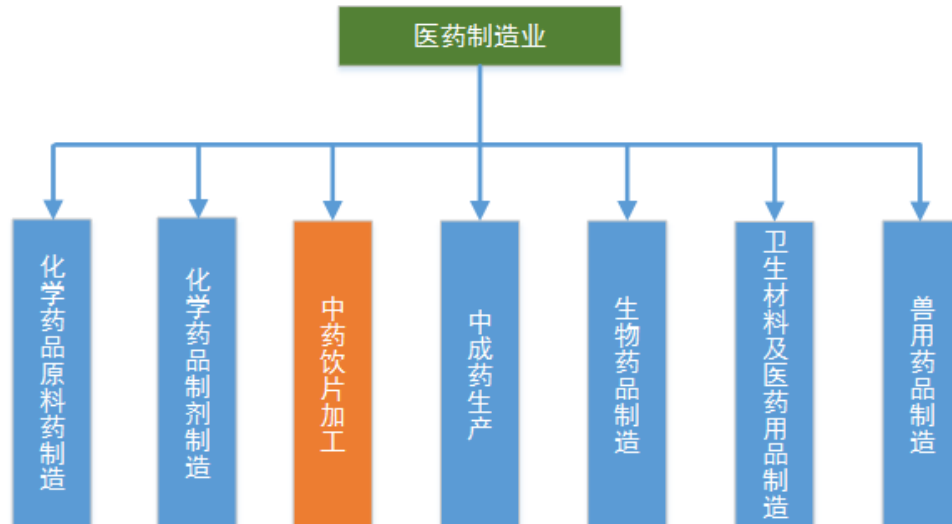 医药制造业
化学药品原料药制造
化学药品制剂制造
中药饮片加工
中成药生产
生物药品制造
卫生材料及医药用品制造
兽用药品制造